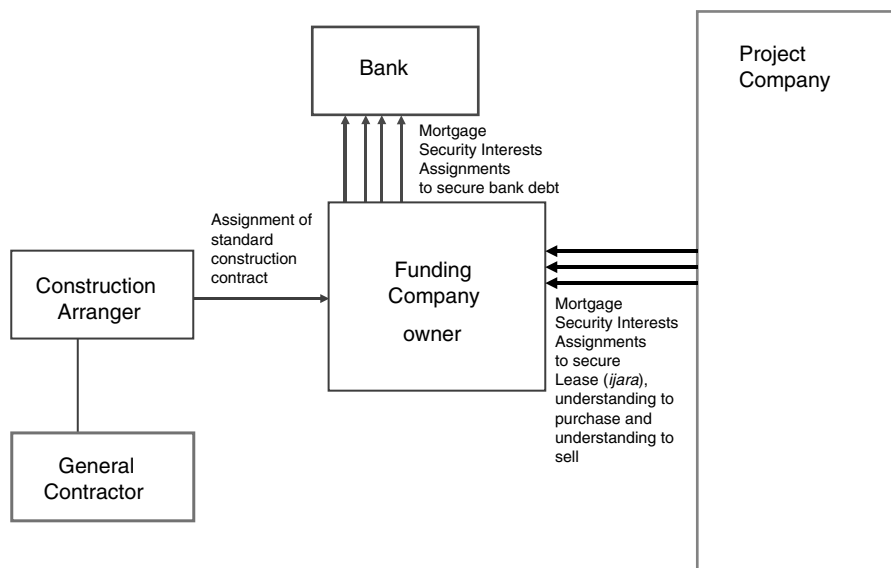 Bank
Project
Company
Mortgage
Security Interests
Assignments
to secure bank debt
Assignment of
standard
construction
contract
Construction
Arranger
Funding
Company
owner
Mortgage
Security Interests
Assignments
to secure
Lease (ijara),
understanding to
purchase and
understanding to
sell
General
Contractor